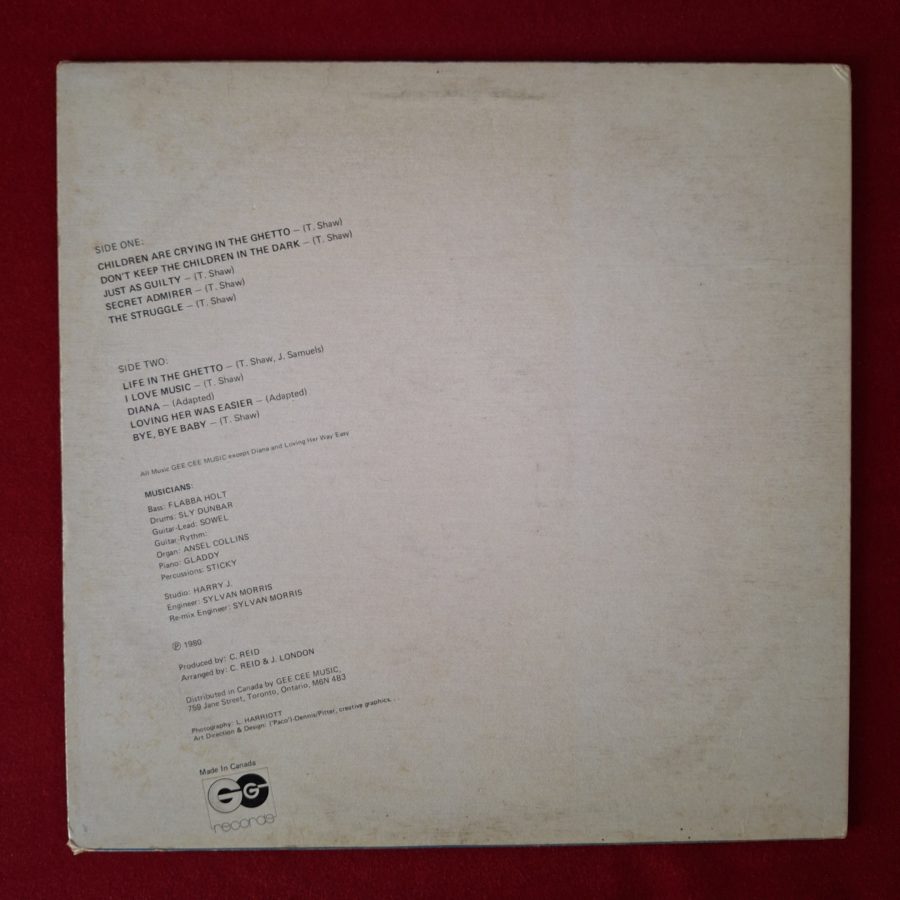 SIDE ONE:
CHILDREN ARE CRYING IN THE GHETTO – (T. Shaw)
DON'T KEEP THE CHILDREN IN THE DARK – (T. Shaw)
JUST AS GUILTY – (T. Shaw)
SECRET ADMIRER – (T. Shaw)
THE STRUGGLE – (T. Shaw)
SIDE TWO:
LIFE IN THE GHETTO – (T. Shaw, J. Samuels)
I LOVE MUSIC – (T. Shaw)
DIANA – (Adapted)
LOVING HER WAS EASIER – (Adapted)
BYE, BYE BABY – (T. Shaw)
All Music GEE CEE MUSIC except Diana and Loving Her Way Easy
MUSICIANS:
Bass: FLABBA HOLT
Drums: SLY DUNBAR
Guitar-Lead: SOWEL
Guitar-Rythm:
Organ: ANSEL COLLINS
Piano: GLADDY
Percussions: STICKY
Studio: HARRY J.
Engineer: SYLVAN MORRIS
Re-mix Engineer: SYLVAN MORRIS
℗ 1980
Produced by: C. REID
Arranged by: C. REID & J. LONDON
Distributed in Canada by GEE CEE MUSIC,
759 Jane Street, Toronto, Ontario, M6N 4B3
Photography: L. HARRIOTT
Art Direction & Design: ('Paco')-Dennis/Pitter, creative graphics.
Made In Canada
GG
records